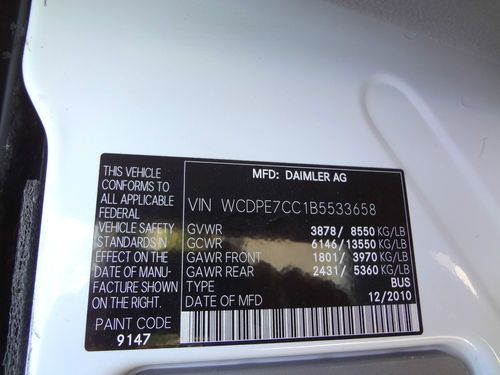 THIS VEHICLE
CONFORMS TO
ALL APPLICABLE
FEDERAL
VEHICLE SAFETY
STANDARDS IN
EFFECT ON THE
DATE OF MANU-
FACTURE SHOWN
ON THE RIGHT.
PAINT CODE
9147
MFD: DAIMLER AG
VIN WCDPE7CC1B5533658
GVWR 3878/ 8550 KG/LB
GCWR 6146/13550 KG/LB
GAWR FRONT 1801/ 3970 KG/LB
GAWR REAR 2431/ 5360 KG/LB
TYPE BUS
DATE OF MFD 12/2010